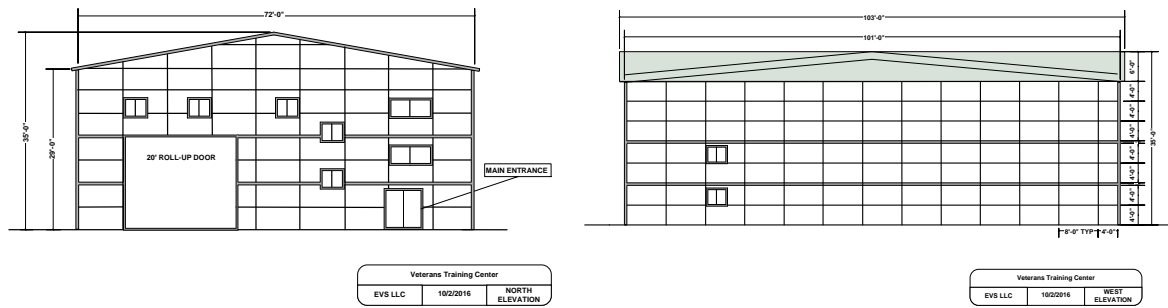 72'-0"
35'-0"
29'-0"
20' ROLL-UP DOOR
MAIN ENTRANCE
Veterans Training Center
EVS LLC
10/2/2016
NORTH
ELEVATION
103'-0"
101'-0"
6'-0"
4'-0"
4'-0"
4'-0"
4'-0"
4'-0"
4'-0"
4'-0"
35'-0"
8'-0" TYP
4'-0"
Veterans Training Center
EVS LLC
10/2/2016
WEST
ELEVATION